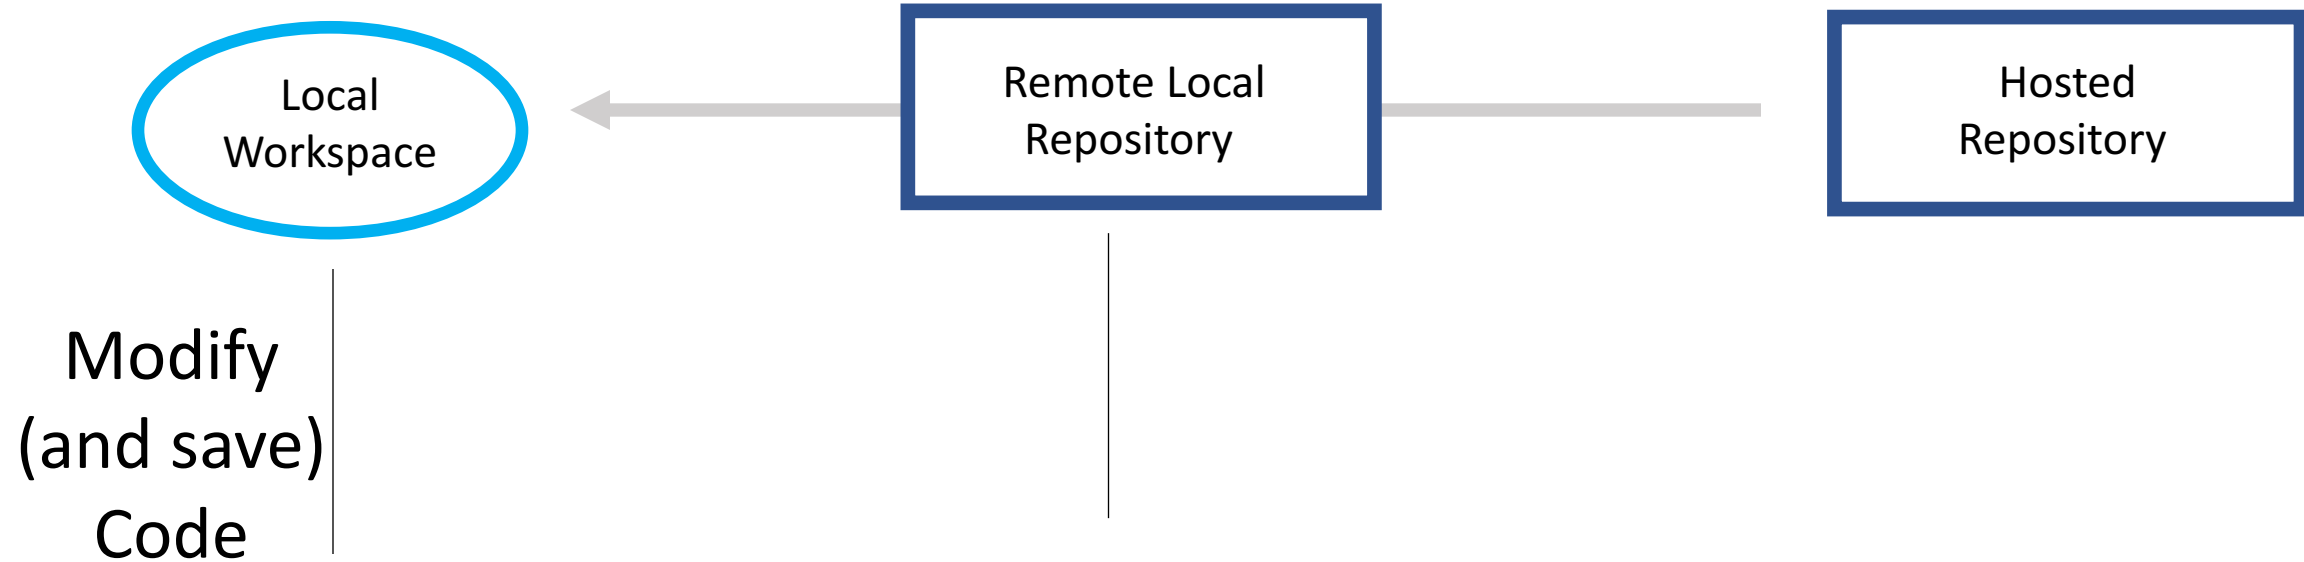 Local
Workspace
Remote Local
Repository
Hosted
Repository
Modify
(and save)
Code